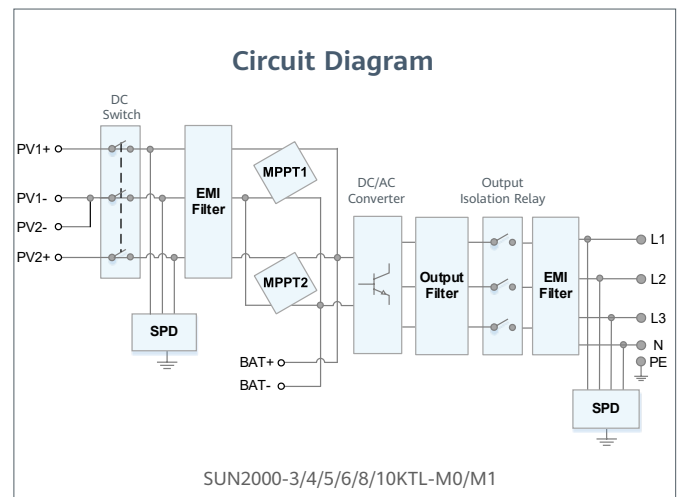 Circuit Diagram
DC
Switch
PV1+
PV1-
PV2-
PV2+
EMI
Filter
MPPT1
MPPT2
SPD
BAT+
BAT-
DC/AC
Converter
Output
Filter
Output
Isolation Relay
EMI
Filter
L1
L2
L3
N
PE
SPD
SUN2000-3/4/5/6/8/10KTL-M0/M1